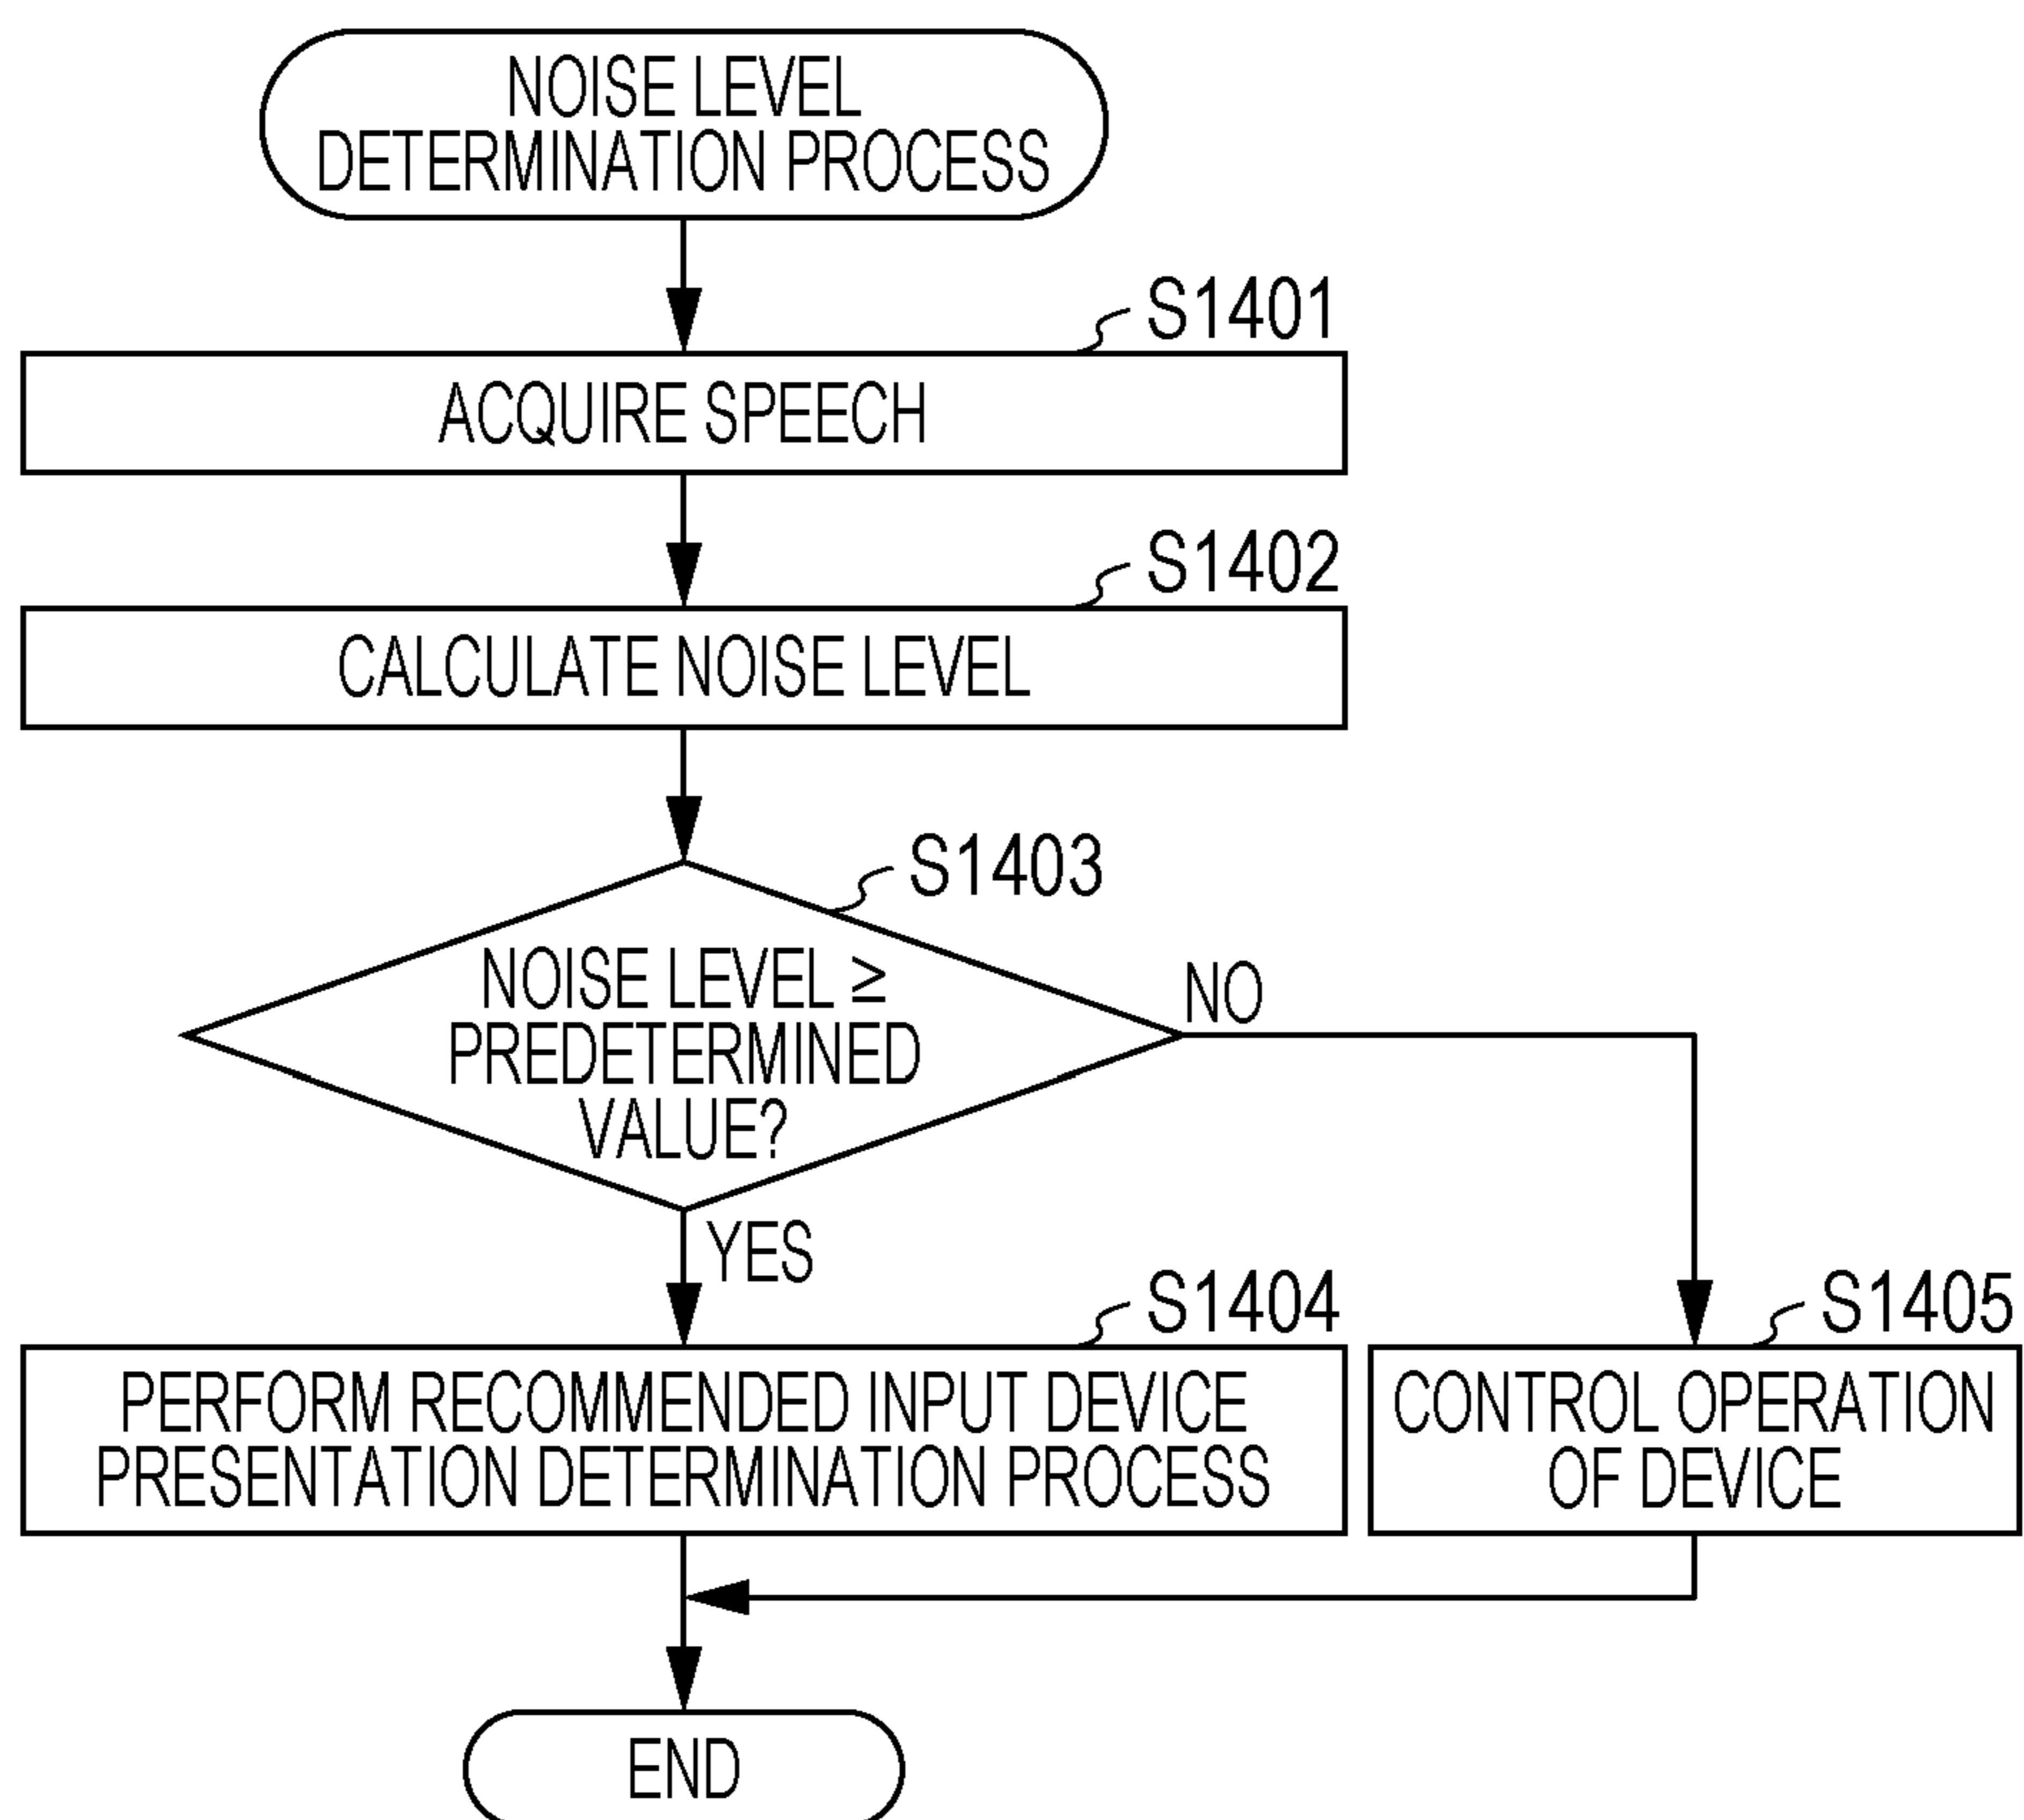 NOISE LEVEL
DETERMINATION PROCESS
S1401
ACQUIRE SPEECH
S1402
CALCULATE NOISE LEVEL
S1403
NOISE LEVEL ≥
PREDETERMINED
VALUE?
NO
YES
S1404
PERFORM RECOMMENDED INPUT DEVICE
PRESENTATION DETERMINATION PROCESS
S1405
CONTROL OPERATION
OF DEVICE
END